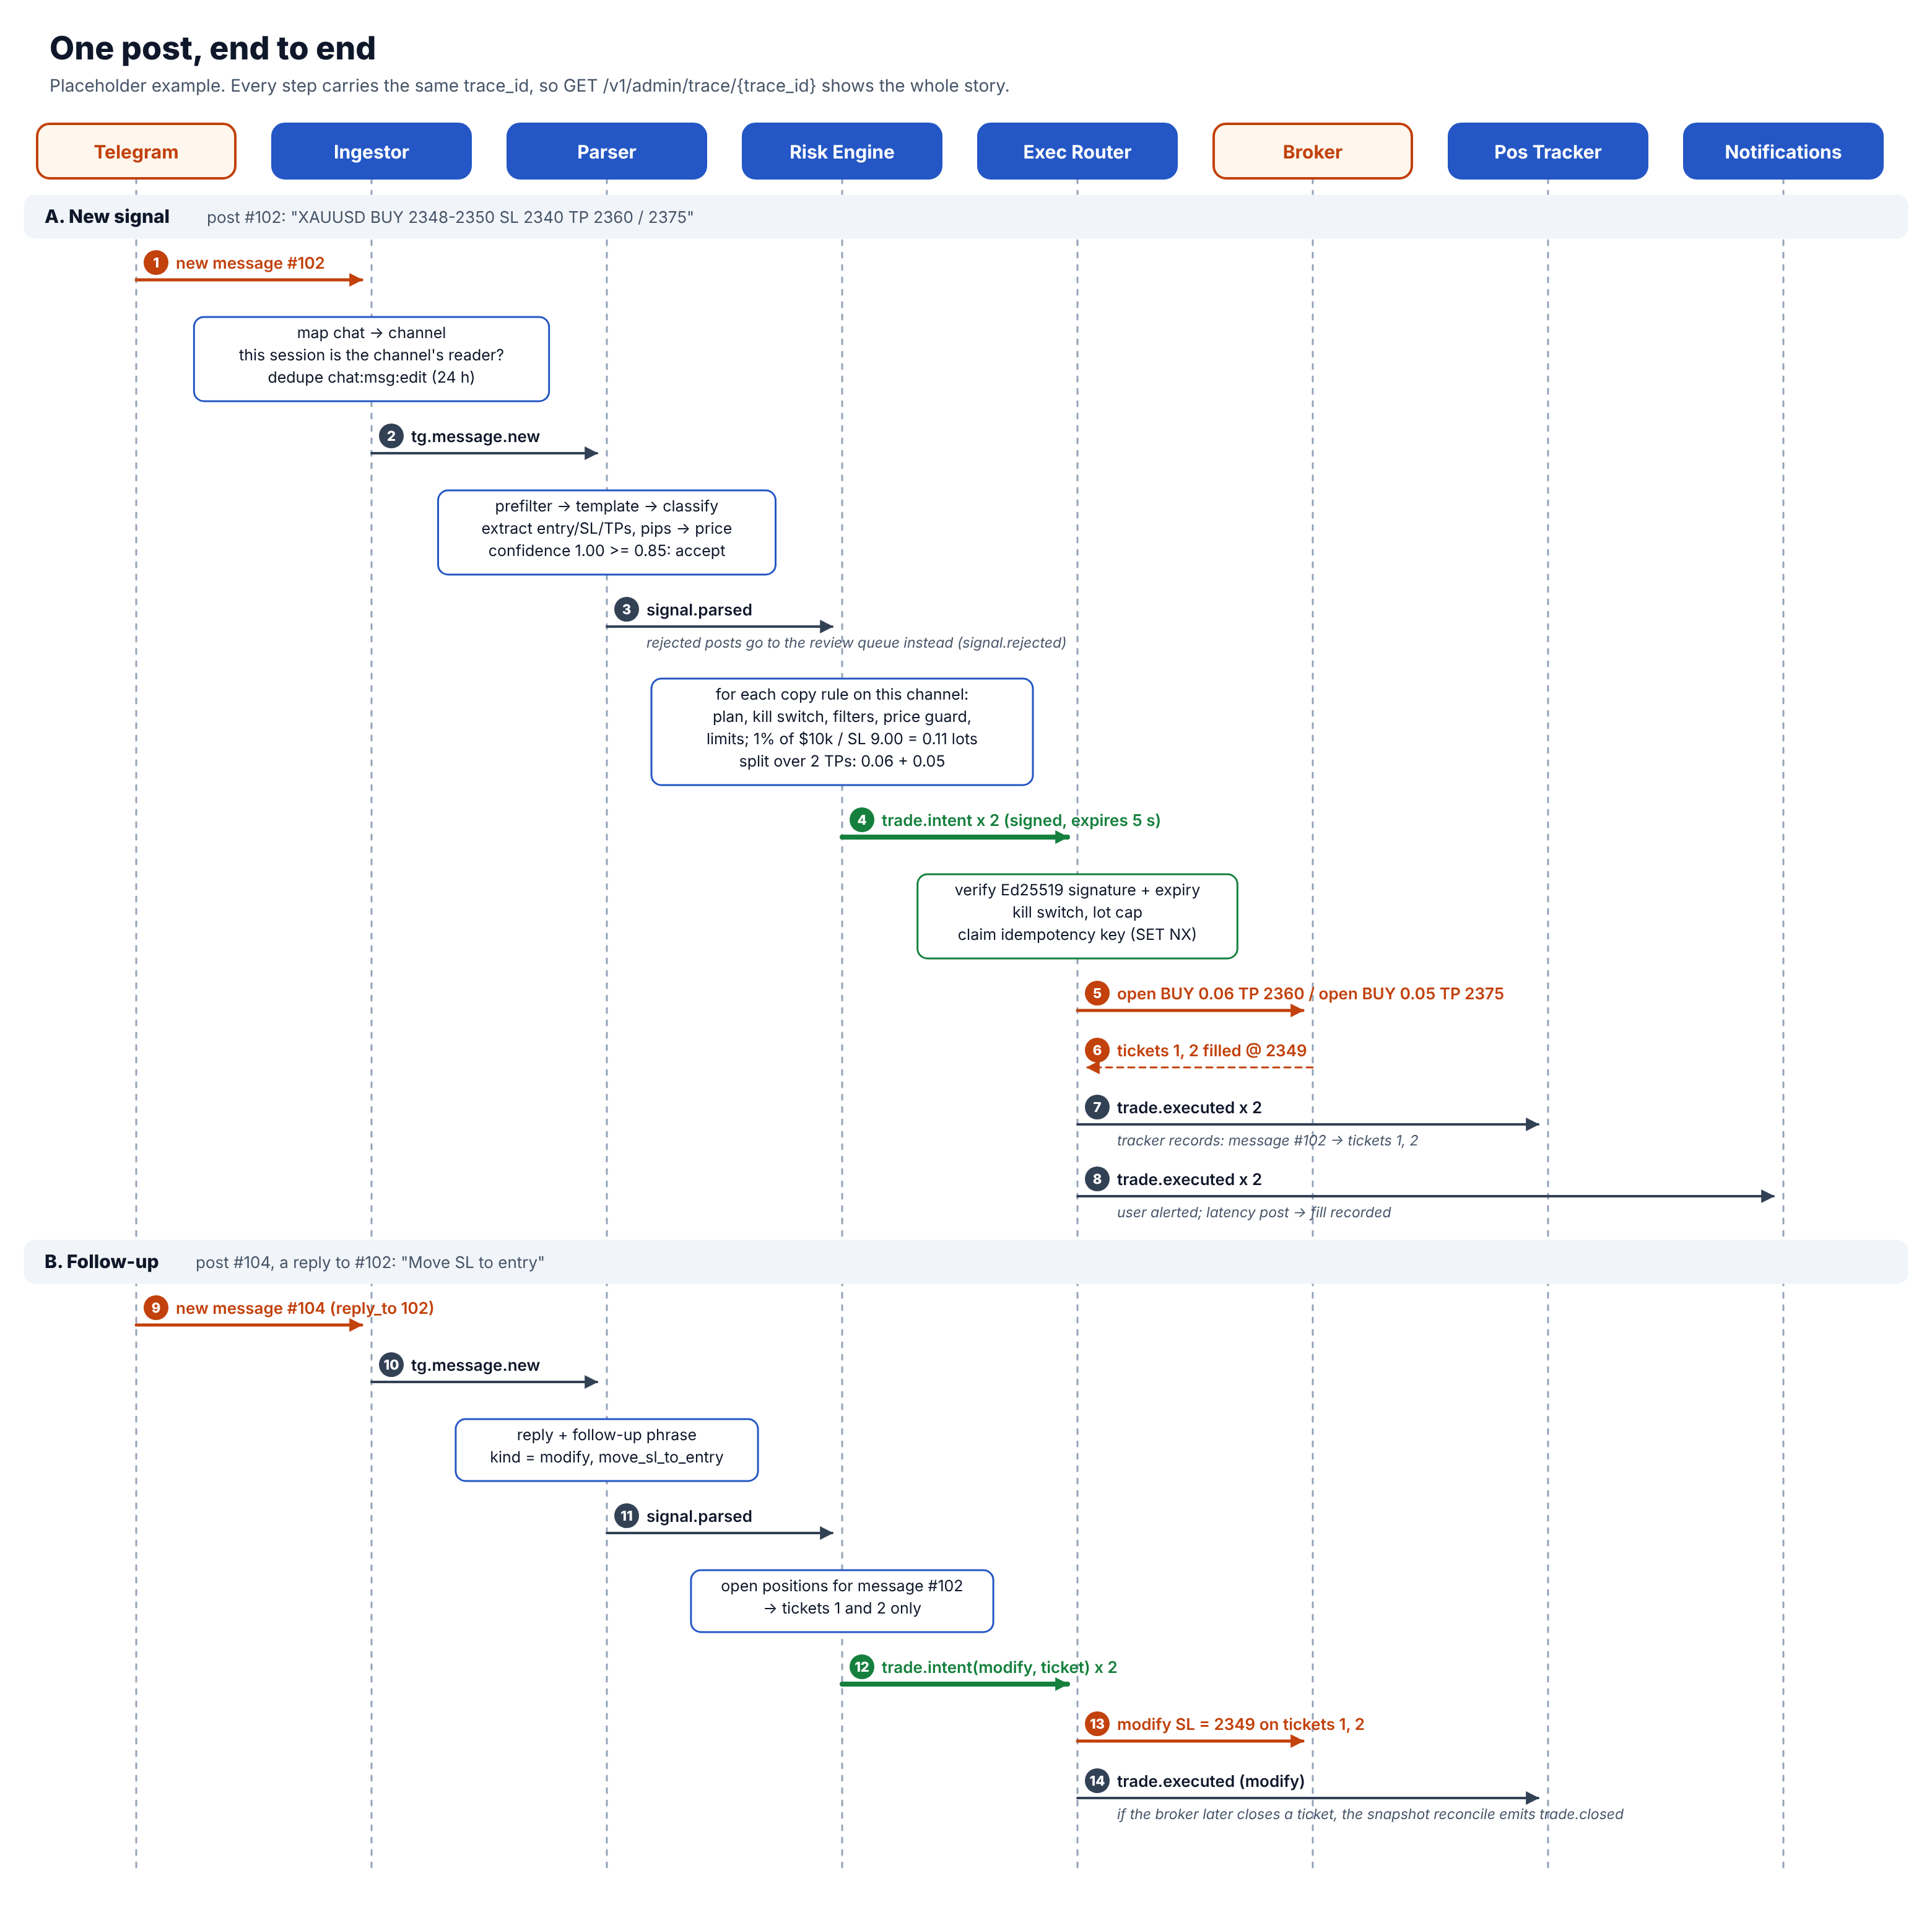 One post, end to end
Placeholder example. Every step carries the same trace_id, so GET /v1/admin/trace/{trace_id} shows the whole story.
Telegram
Ingestor
Parser
Risk Engine
Exec Router
Broker
Pos Tracker
Notifications
A. New signal post #102: "XAUUSD BUY 2348-2350 SL 2340 TP 2360 / 2375"
1 new message #102
map chat → channel
this session is the channel's reader?
dedupe chat:msg:edit (24 h)
2 tg.message.new
prefilter → template → classify
extract entry/SL/TPs, pips → price
confidence 1.00 >= 0.85: accept
3 signal.parsed
rejected posts go to the review queue instead (signal.rejected)
for each copy rule on this channel:
plan, kill switch, filters, price guard,
limits; 1% of $10k / SL 9.00 = 0.11 lots
split over 2 TPs: 0.06 + 0.05
4 trade.intent x 2 (signed, expires 5 s)
verify Ed25519 signature + expiry
kill switch, lot cap
claim idempotency key (SET NX)
5 open BUY 0.06 TP 2360 / open BUY 0.05 TP 2375
6 tickets 1, 2 filled @ 2349
7 trade.executed x 2
tracker records: message #102 → tickets 1, 2
8 trade.executed x 2
user alerted; latency post → fill recorded
B. Follow-up post #104, a reply to #102: "Move SL to entry"
9 new message #104 (reply_to 102)
10 tg.message.new
reply + follow-up phrase
kind = modify, move_sl_to_entry
11 signal.parsed
open positions for message #102
→ tickets 1 and 2 only
12 trade.intent(modify, ticket) x 2
13 modify SL = 2349 on tickets 1, 2
14 trade.executed (modify)
if the broker later closes a ticket, the snapshot reconcile emits trade.closed